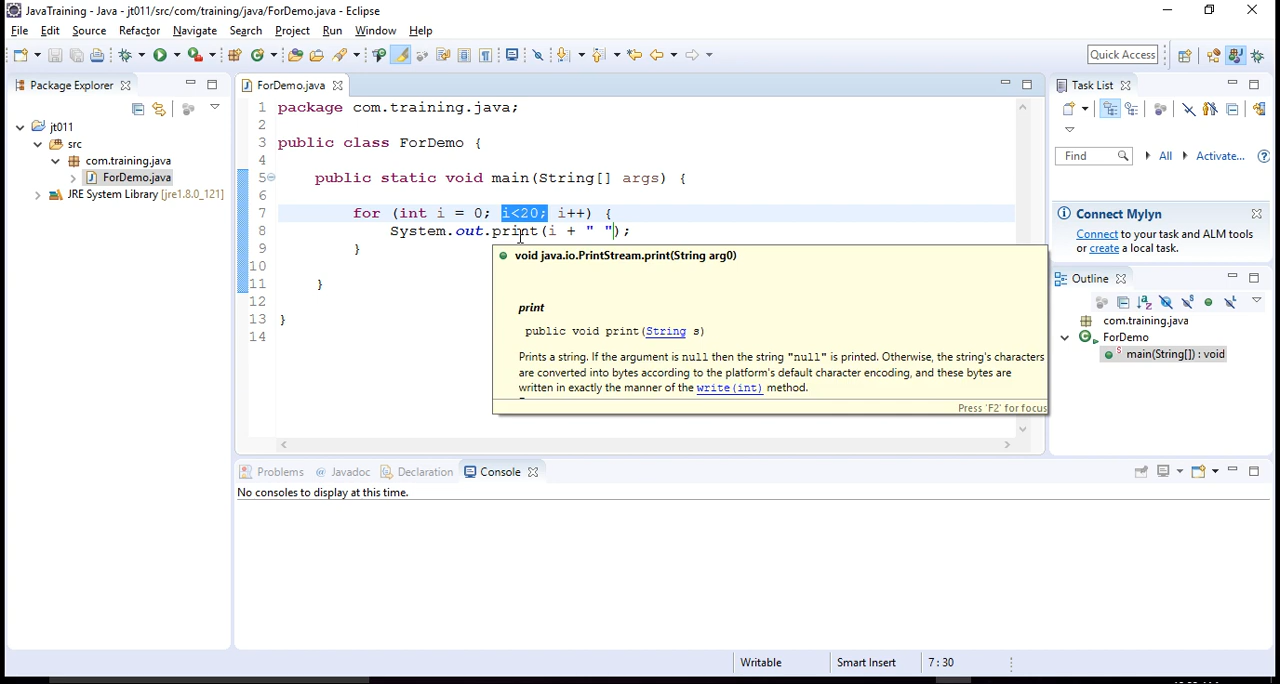 JavaTraining - Java - jt011/src/com/training/java/ForDemo.java - Eclipse
File Edit Source Refactor Navigate Search Project Run Window Help
Quick Access
Package Explorer
jt011
src
com.training.java
ForDemo.java
JRE System Library [jre1.8.0_121]
ForDemo.java
1 package com.training.java;
2
3 public class ForDemo {
4
5 public static void main(String[] args) {
6
7 for (int i = 0; i<20; i++) {
8 System.out.print(i + " ");
9 }
10
11 }
12
13 }
14
void java.io.PrintStream.print(String arg0)
print
public void print(String s)
Prints a string. If the argument is null then the string "null" is printed. Otherwise, the string's characters
are converted into bytes according to the platform's default character encoding, and these bytes are
written in exactly the manner of the write(int) method.
Press 'F2' for focus
Task List
Find All Activate...
Connect Mylyn
Connect to your task and ALM tools
or create a local task.
Outline
com.training.java
ForDemo
main(String[]) : void
Problems @ Javadoc Declaration Console
No consoles to display at this time.
Writable Smart Insert 7 : 30